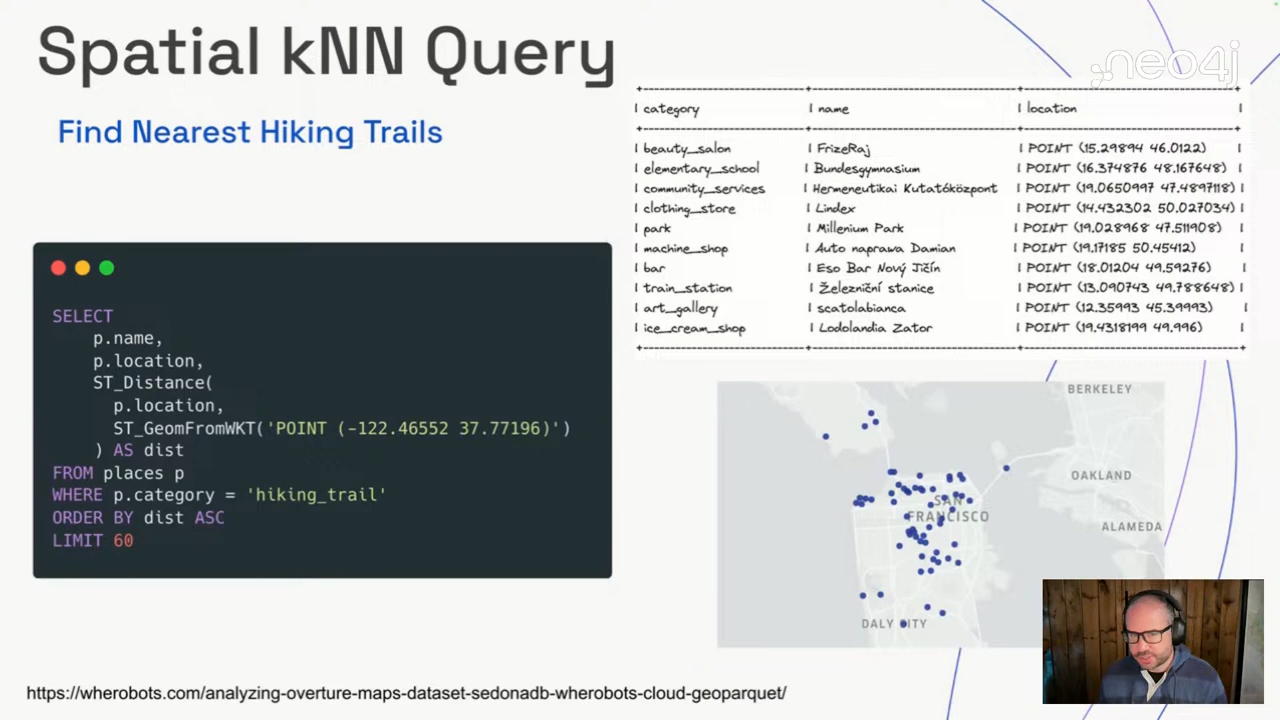 Spatial kNN Query
neo4j
Find Nearest Hiking Trails
category name location
beauty_salon FrizeRaj POINT (15.29894 46.0122)
elementary_school Bundesgymnasium POINT (16.374876 48.167648)
community_services Hermeneutikai Kutatóközpont POINT (19.0650997 47.4897118)
clothing_store Lindex POINT (14.432302 50.027034)
park Millenium Park POINT (19.028968 47.511908)
machine_shop Auto naprawa Damian POINT (19.17185 50.45412)
bar Eso Bar Nový Jičín POINT (18.01204 49.59276)
train_station Železniční stanice POINT (13.090743 49.788648)
art_gallery scatolabianca POINT (12.35993 45.39993)
ice_cream_shop Lodolandia Zator POINT (19.4318199 49.996)
SELECT
p.name,
p.location,
ST_Distance(
p.location,
ST_GeomFromWKT('POINT (-122.46552 37.77196)')
) AS dist
FROM places p
WHERE p.category = 'hiking_trail'
ORDER BY dist ASC
LIMIT 60
BERKELEY
OAKLAND
SAN
FRANCISCO
ALAMEDA
DALY CITY
https://wherobots.com/analyzing-overture-maps-dataset-sedonadb-wherobots-cloud-geoparquet/